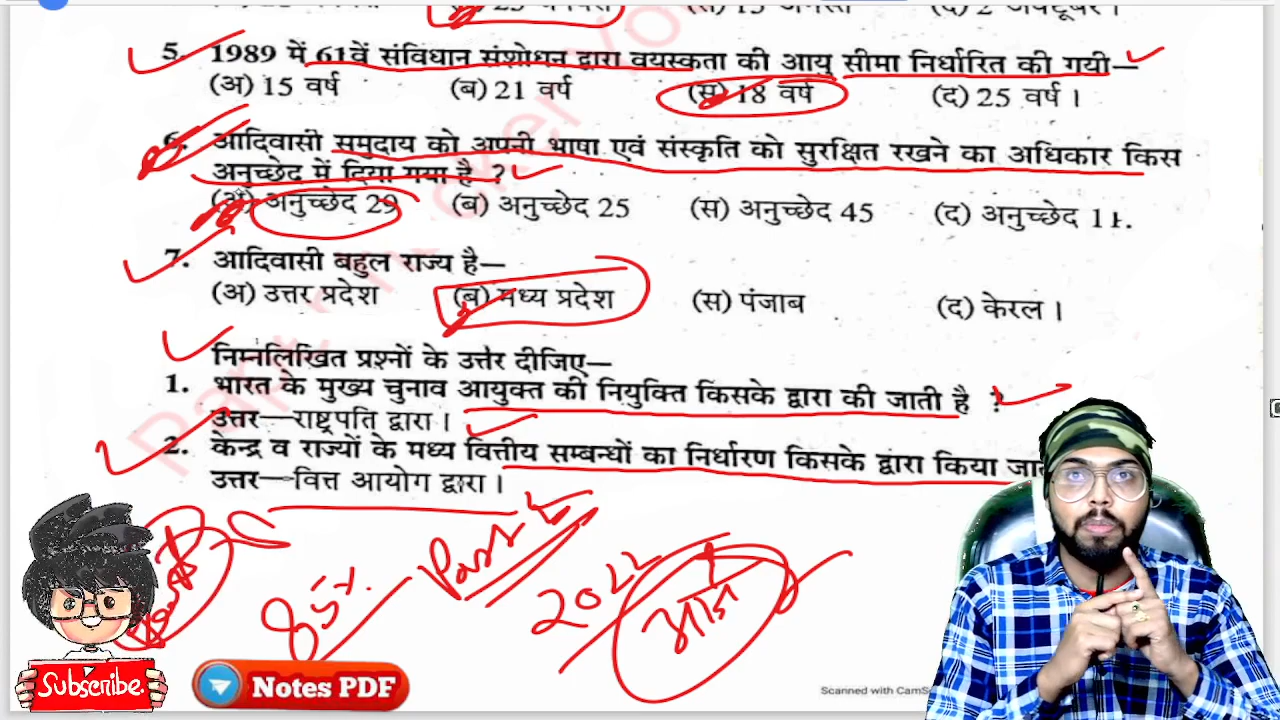 5. 1989 में 61वें संविधान संशोधन द्वारा वयस्कता की आयु सीमा निर्धारित की गयी—
(अ) 15 वर्ष (ब) 21 वर्ष (स) 18 वर्ष (द) 25 वर्ष ।
6. आदिवासी समुदाय को अपनी भाषा एवं संस्कृति को सुरक्षित रखने का अधिकार किस
अनुच्छेद में दिया गया है ?
(अ) अनुच्छेद 29 (ब) अनुच्छेद 25 (स) अनुच्छेद 45 (द) अनुच्छेद 11.
7. आदिवासी बहुल राज्य है—
(अ) उत्तर प्रदेश (ब) मध्य प्रदेश (स) पंजाब (द) केरल ।
निम्नलिखित प्रश्नों के उत्तर दीजिए—
1. भारत के मुख्य चुनाव आयुक्त की नियुक्ति किसके द्वारा की जाती है ?
उत्तर—राष्ट्रपति द्वारा ।
2. केन्द्र व राज्यों के मध्य वित्तीय सम्बन्धों का निर्धारण किसके द्वारा किया
उत्तर—वित्त आयोग द्वारा ।
2022
Subscribe.
Notes PDF
Scanned with